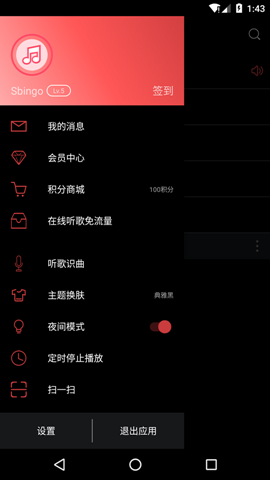 1:43
Sbingo Lv.5 签到
我的消息
会员中心
积分商城 100积分
在线听歌免流量
听歌识曲
主题换肤 典雅黑
夜间模式
定时停止播放
扫一扫
设置 退出应用